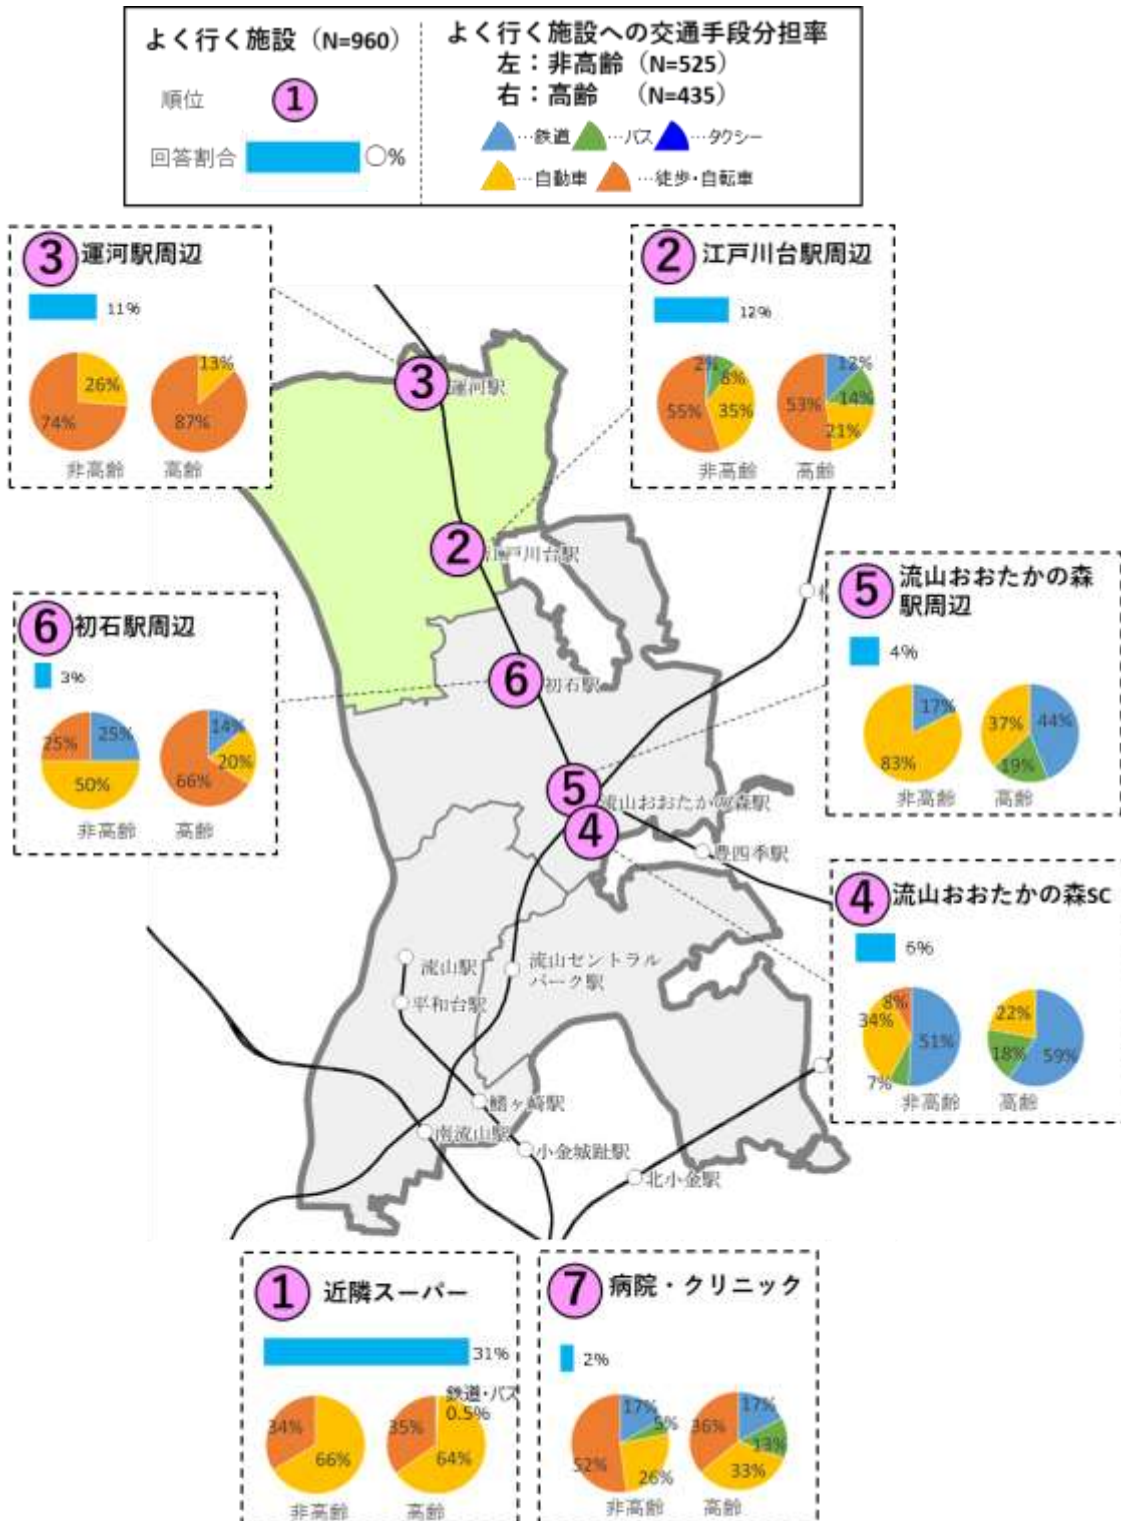 よく行く施設（N=960）
順位
①
回答割合
○%
よく行く施設への交通手段分担率
左：非高齢（N=525）
右：高齢　（N=435）
…鉄道
…バス
…タクシー
…自動車
…徒歩・自転車
3
運河駅周辺
11%
26%
74%
非高齢
13%
87%
高齢
2
江戸川台駅周辺
12%
2%
8%
35%
55%
非高齢
12%
14%
21%
53%
高齢
3
運河駅
2
江戸川台駅
6
初石駅周辺
3%
25%
50%
25%
非高齢
14%
20%
66%
高齢
6
初石駅
5
流山おおたかの森
駅周辺
4%
17%
83%
非高齢
44%
19%
37%
高齢
5
流山おおたかの森駅
4
豊四季駅
4
流山おおたかの森SC
6%
51%
7%
34%
8%
非高齢
59%
18%
22%
高齢
流山駅
流山セントラル
パーク駅
平和台駅
鰭ヶ崎駅
南流山駅
小金城趾駅
北小金駅
1
近隣スーパー
31%
66%
34%
非高齢
鉄道・バス
0.5%
64%
35%
高齢
7
病院・クリニック
2%
17%
5%
26%
52%
非高齢
17%
13%
33%
36%
高齢